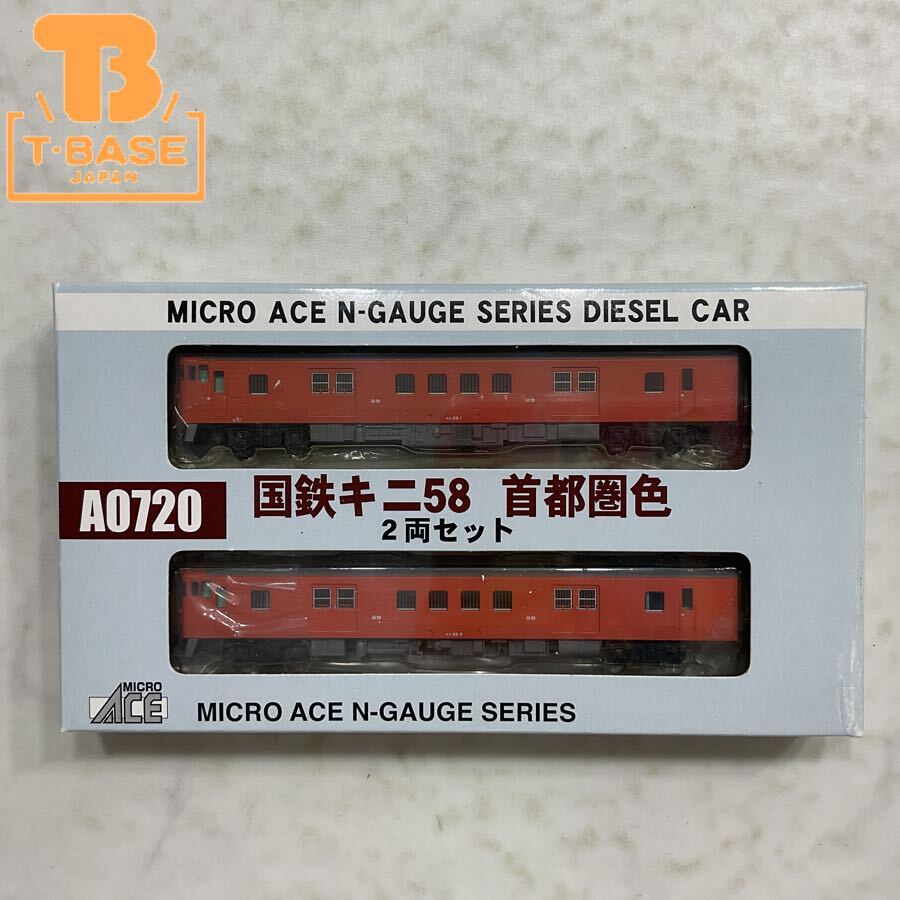 B
T·BASE
JAPAN
MICRO ACE N-GAUGE SERIES DIESEL CAR
A0720
国鉄キニ58 首都圏色
2両セット
MICRO
ACE
MICRO ACE N-GAUGE SERIES